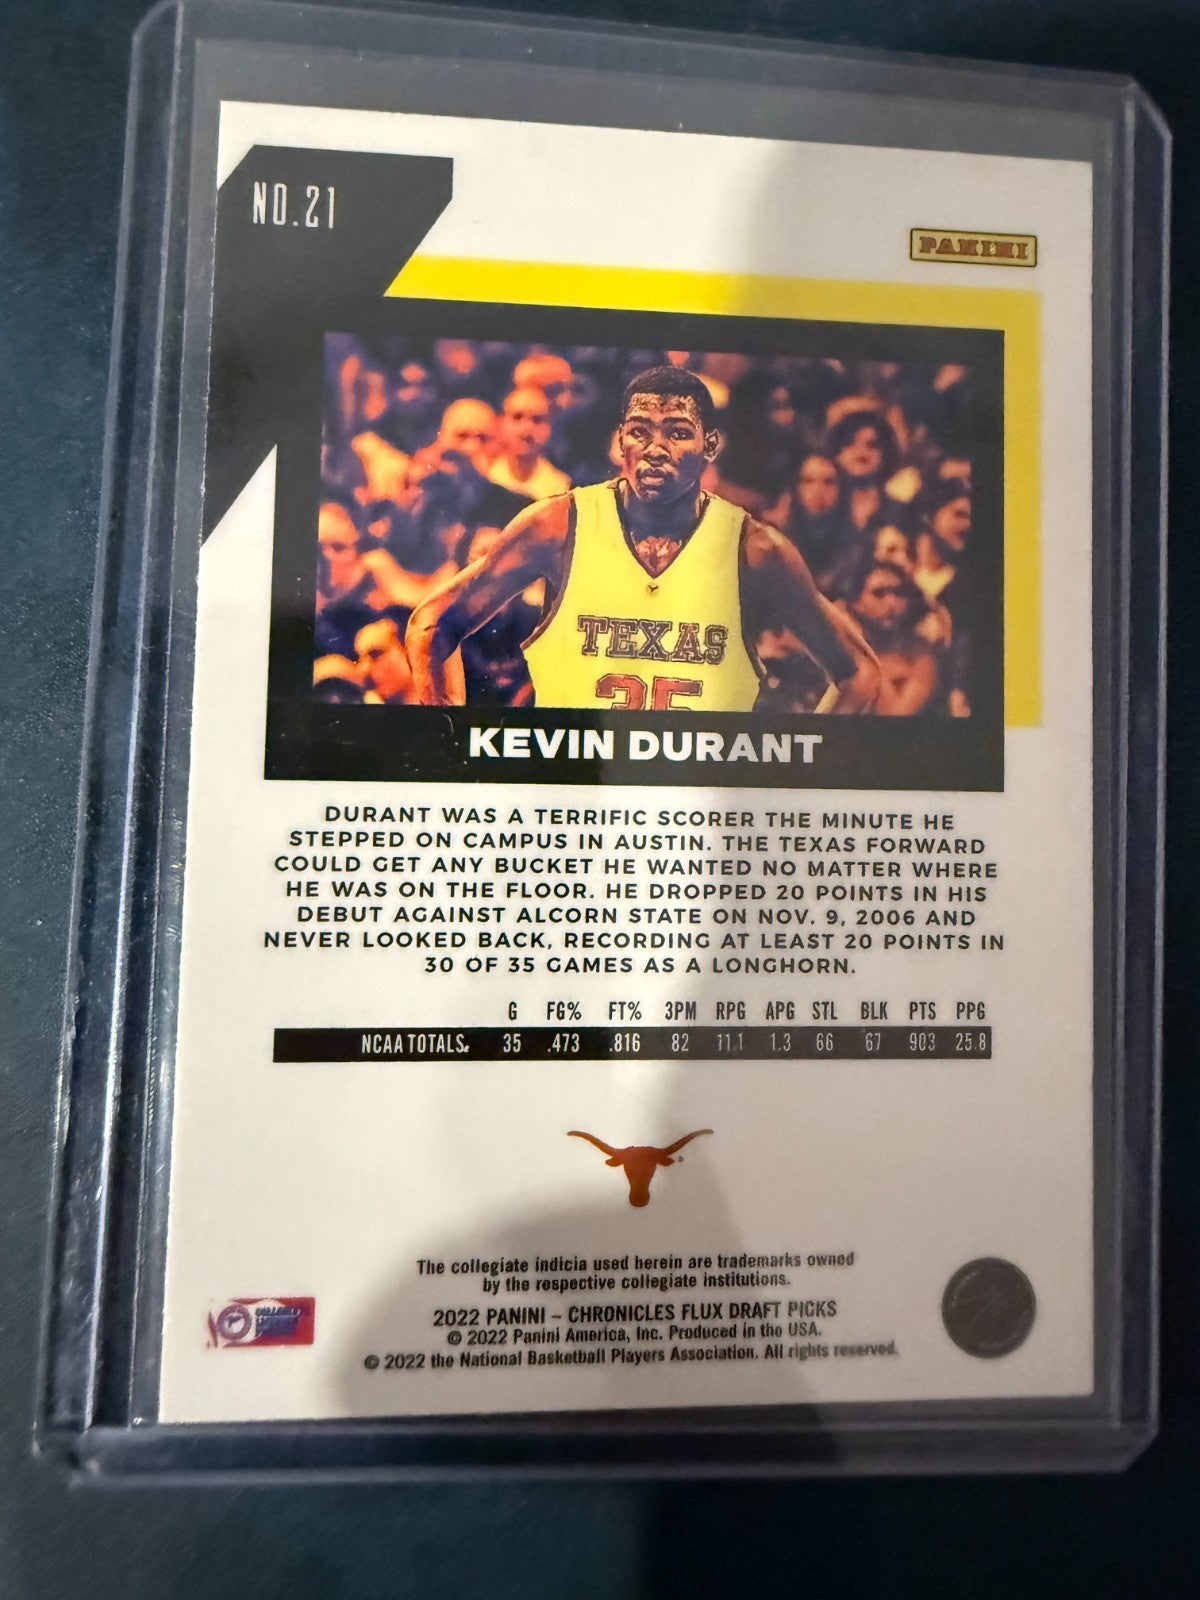 NO.21
PANINI
TEXAS
35
KEVIN DURANT
DURANT WAS A TERRIFIC SCORER THE MINUTE HE
STEPPED ON CAMPUS IN AUSTIN. THE TEXAS FORWARD
COULD GET ANY BUCKET HE WANTED NO MATTER WHERE
HE WAS ON THE FLOOR. HE DROPPED 20 POINTS IN HIS
DEBUT AGAINST ALCORN STATE ON NOV. 9, 2006 AND
NEVER LOOKED BACK, RECORDING AT LEAST 20 POINTS IN
30 OF 35 GAMES AS A LONGHORN.
G FG% FT% 3PM RPG APG STL BLK PTS PPG
NCAA TOTALS. 35 .473 .816 82 11.1 1.3 66 67 903 25.8
The collegiate indicia used herein are trademarks owned
by the respective collegiate institutions.
2022 PANINI – CHRONICLES FLUX DRAFT PICKS
© 2022 Panini America, Inc. Produced in the USA.
© 2022 the National Basketball Players Association. All rights reserved.